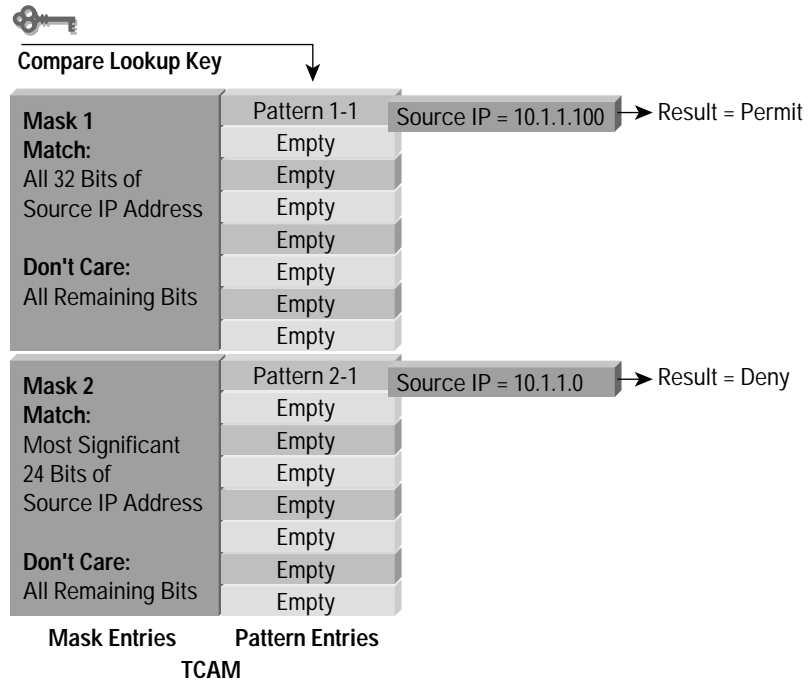 Compare Lookup Key
Mask 1
Match:
All 32 Bits of
Source IP Address
Don't Care:
All Remaining Bits
Pattern 1-1
Empty
Empty
Empty
Empty
Empty
Empty
Empty
Source IP = 10.1.1.100
Result = Permit
Mask 2
Match:
Most Significant
24 Bits of
Source IP Address
Don't Care:
All Remaining Bits
Pattern 2-1
Empty
Empty
Empty
Empty
Empty
Empty
Empty
Source IP = 10.1.1.0
Result = Deny
Mask Entries
Pattern Entries
TCAM